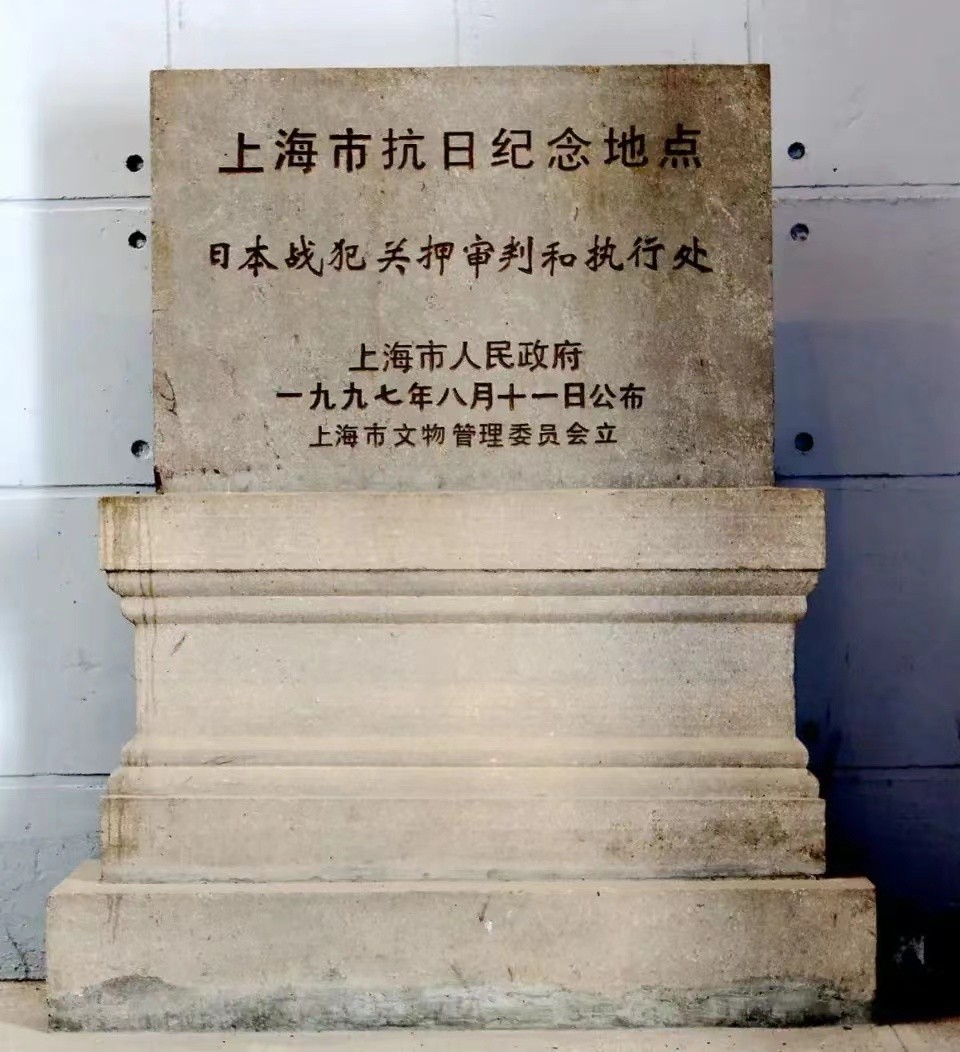 上海市抗日纪念地点
日本战犯关押审判和执行处
上海市人民政府
一九九七年八月十一日公布
上海市文物管理委员会立